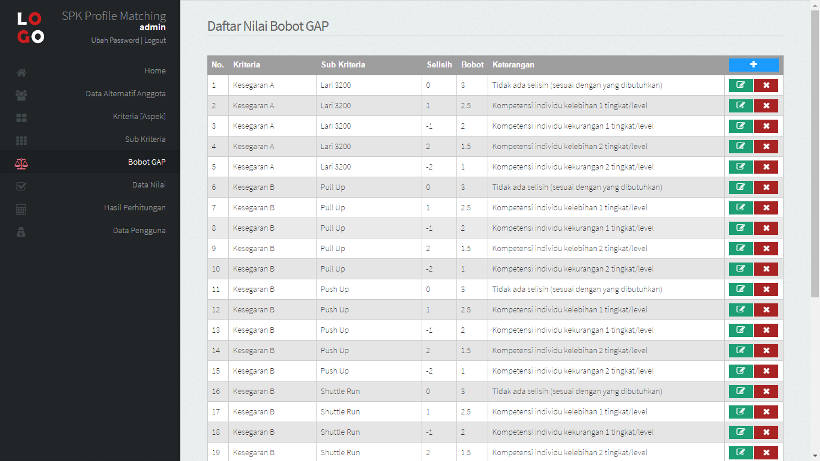 LOGO
SPK Profile Matching
admin
Ubah Password | Logout
Home
Data Alternatif Anggota
Kriteria [Aspek]
Sub Kriteria
Bobot GAP
Data Nilai
Hasil Perhitungan
Data Pengguna
Daftar Nilai Bobot GAP
No. Kriteria Sub Kriteria Selisih Bobot Keterangan
1 Kesegaran A Lari 3200 0 3 Tidak ada selisih (sesuai dengan yang dibutuhkan)
2 Kesegaran A Lari 3200 1 2.5 Kompetensi individu kelebihan 1 tingkat/level
3 Kesegaran A Lari 3200 -1 2 Kompetensi individu kekurangan 1 tingkat/level
4 Kesegaran A Lari 3200 2 1.5 Kompetensi individu kelebihan 2 tingkat/level
5 Kesegaran A Lari 3200 -2 1 Kompetensi individu kekurangan 2 tingkat/level
6 Kesegaran B Pull Up 0 3 Tidak ada selisih (sesuai dengan yang dibutuhkan)
7 Kesegaran B Pull Up 1 2.5 Kompetensi individu kelebihan 1 tingkat/level
8 Kesegaran B Pull Up -1 2 Kompetensi individu kekurangan 1 tingkat/level
9 Kesegaran B Pull Up 2 1.5 Kompetensi individu kelebihan 2 tingkat/level
10 Kesegaran B Pull Up -2 1 Kompetensi individu kekurangan 2 tingkat/level
11 Kesegaran B Push Up 0 3 Tidak ada selisih (sesuai dengan yang dibutuhkan)
12 Kesegaran B Push Up 1 2.5 Kompetensi individu kelebihan 1 tingkat/level
13 Kesegaran B Push Up -1 2 Kompetensi individu kekurangan 1 tingkat/level
14 Kesegaran B Push Up 2 1.5 Kompetensi individu kelebihan 2 tingkat/level
15 Kesegaran B Push Up -2 1 Kompetensi individu kekurangan 2 tingkat/level
16 Kesegaran B Shuttle Run 0 3 Tidak ada selisih (sesuai dengan yang dibutuhkan)
17 Kesegaran B Shuttle Run 1 2.5 Kompetensi individu kelebihan 1 tingkat/level
18 Kesegaran B Shuttle Run -1 2 Kompetensi individu kekurangan 1 tingkat/level
19 Kesegaran B Shuttle Run 2 1.5 Kompetensi individu kelebihan 2 tingkat/level